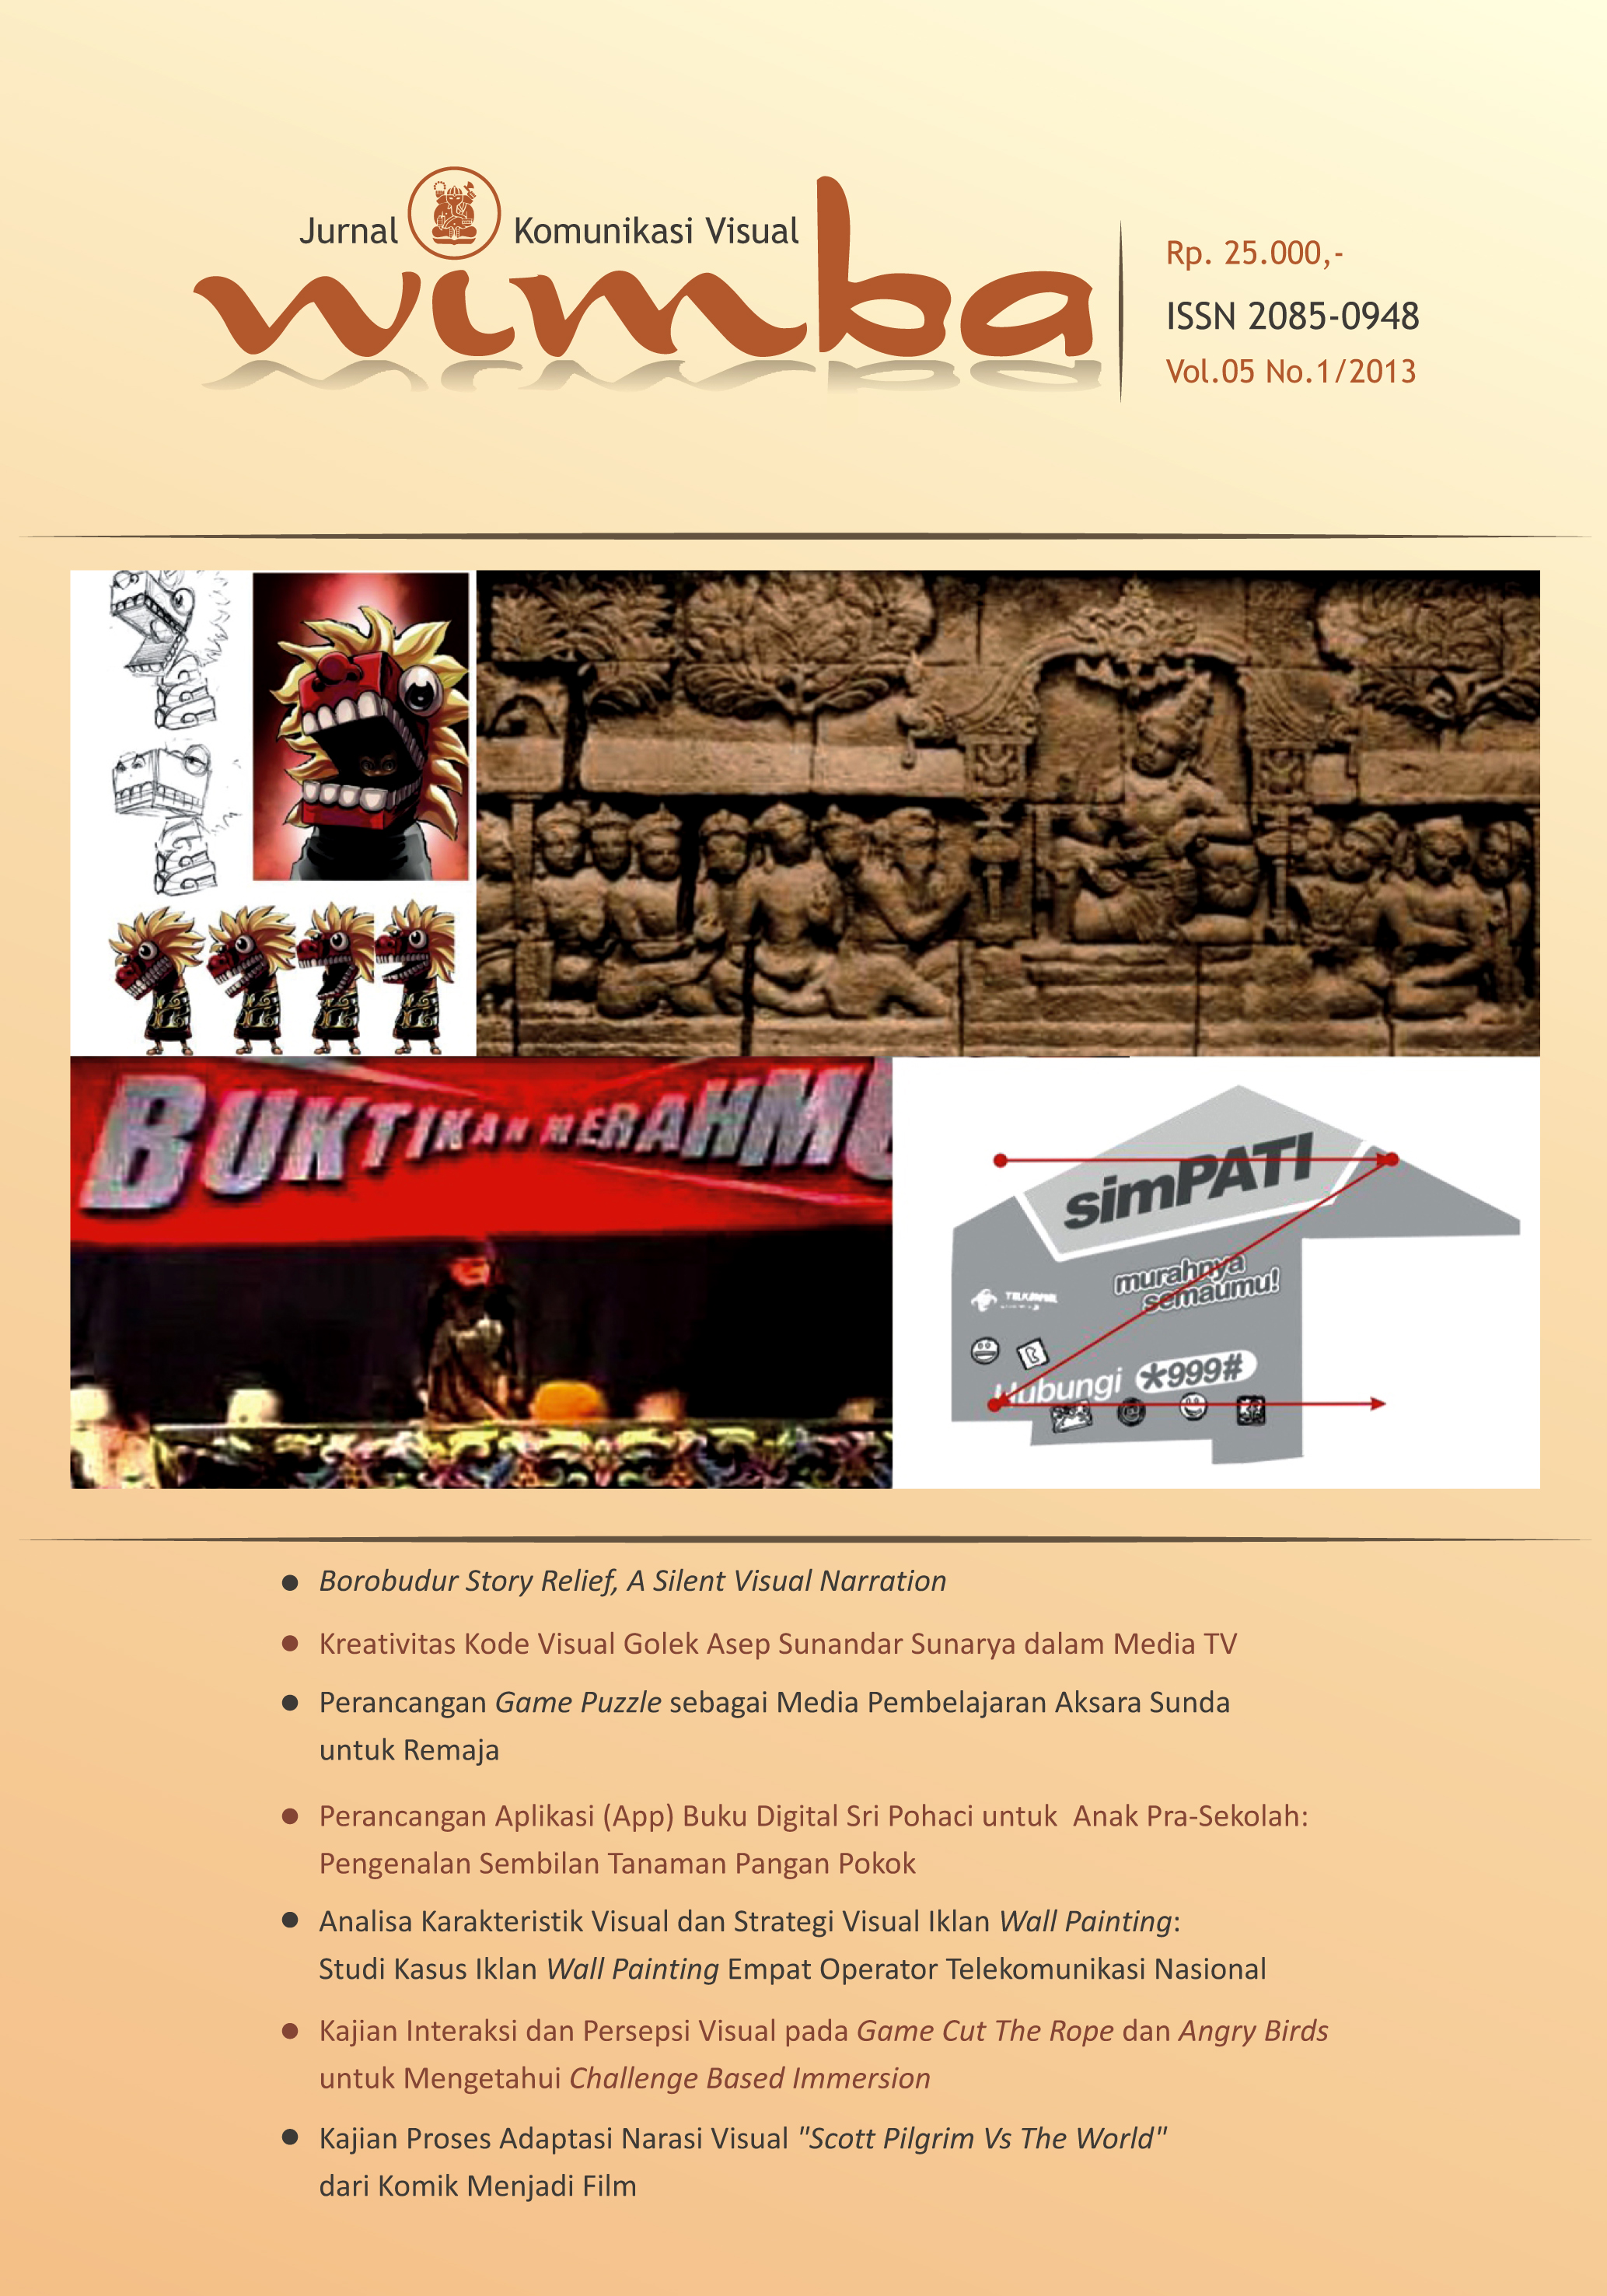 Jurnal Komunikasi Visual
wimba
Rp. 25.000,-
ISSN 2085-0948
Vol.05 No.1/2013
BUKTIKAN MERAHMU
simPATI
murahnya
semaumu!
TELKOMSEL
Hubungi *999#
Borobudur Story Relief, A Silent Visual Narration
Kreativitas Kode Visual Golek Asep Sunandar Sunarya dalam Media TV
Perancangan Game Puzzle sebagai Media Pembelajaran Aksara Sunda
untuk Remaja
Perancangan Aplikasi (App) Buku Digital Sri Pohaci untuk Anak Pra-Sekolah:
Pengenalan Sembilan Tanaman Pangan Pokok
Analisa Karakteristik Visual dan Strategi Visual Iklan Wall Painting:
Studi Kasus Iklan Wall Painting Empat Operator Telekomunikasi Nasional
Kajian Interaksi dan Persepsi Visual pada Game Cut The Rope dan Angry Birds
untuk Mengetahui Challenge Based Immersion
Kajian Proses Adaptasi Narasi Visual "Scott Pilgrim Vs The World"
dari Komik Menjadi Film